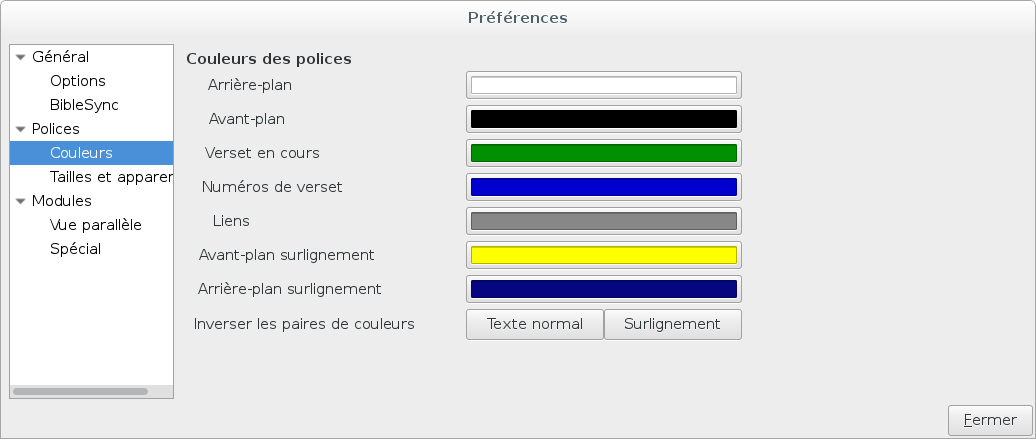 Préférences
Général
Options
BibleSync
Polices
Couleurs
Tailles et apparer
Modules
Vue parallèle
Spécial
Couleurs des polices
Arrière-plan
Avant-plan
Verset en cours
Numéros de verset
Liens
Avant-plan surlignement
Arrière-plan surlignement
Inverser les paires de couleurs Texte normal Surlignement
Fermer